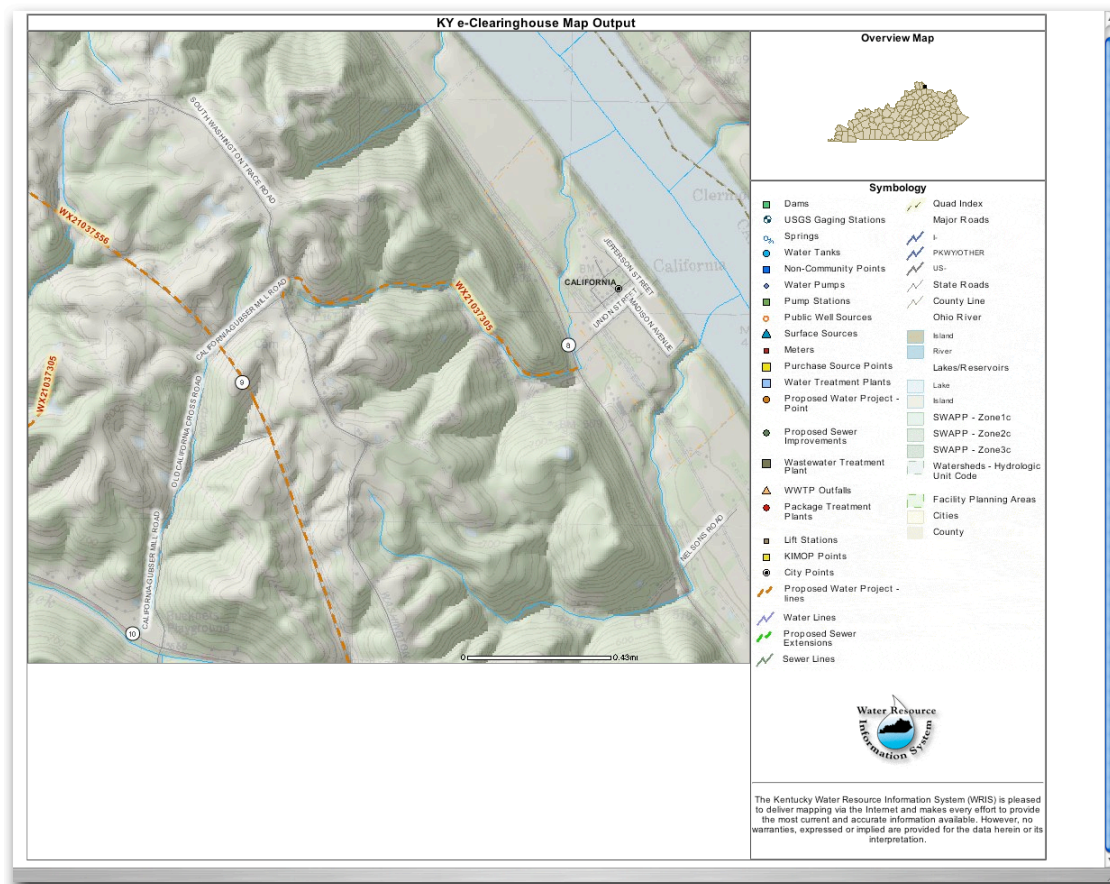 KY e-Clearinghouse Map Output
SOUTH WASHINGTON TRACE ROAD
WX21037556
Clerm
JEFFERSON STREET
California
CALIFORNIA
UNION STREET
MADISON AVENUE
CALIFORNIA-GUBSER MILL ROAD
WX21037305
8
WX21037305
9
OLD CALIFORNIA CROSS ROAD
NELSONS ROAD
CALIFORNIA-GUBSER MILL ROAD
10
0
0.43mi
Overview Map
Symbology
Dams
USGS Gaging Stations
Springs
Water Tanks
Non-Community Points
Water Pumps
Pump Stations
Public Well Sources
Surface Sources
Meters
Purchase Source Points
Water Treatment Plants
Proposed Water Project -
Point
Proposed Sewer
Improvements
Wastewater Treatment
Plant
WWTP Outfalls
Package Treatment
Plants
Lift Stations
KIMOP Points
City Points
Proposed Water Project -
lines
Water Lines
Proposed Sewer
Extensions
Sewer Lines
Quad Index
Major Roads
I-
PKWY/OTHER
US-
State Roads
County Line
Ohio River
Island
River
Lakes/Reservoirs
Lake
Island
SWAPP - Zone1c
SWAPP - Zone2c
SWAPP - Zone3c
Watersheds - Hydrologic
Unit Code
Facility Planning Areas
Cities
County
Water Resource
Information System
The Kentucky Water Resource Information System (WRIS) is pleased
to deliver mapping via the Internet and makes every effort to provide
the most current and accurate information available. However, no
warranties, expressed or implied are provided for the data herein or its
interpretation.